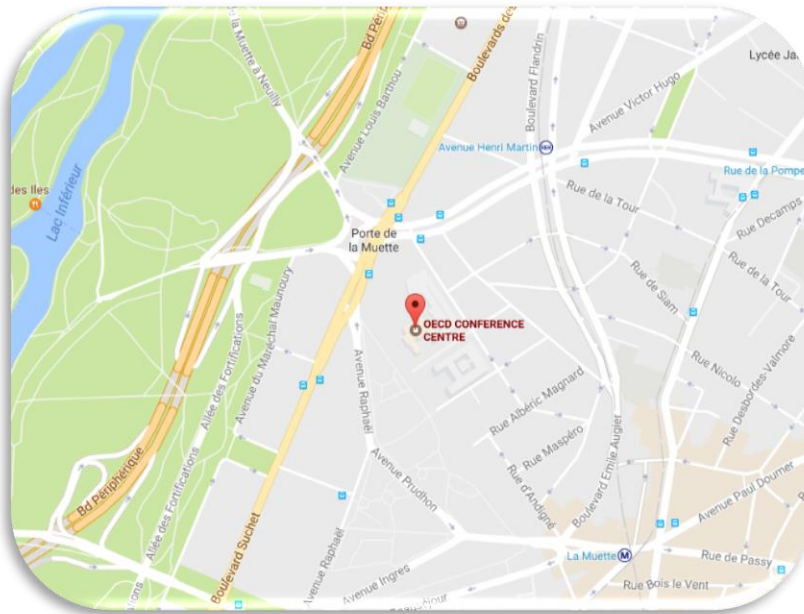 de la Muette à Neuilly
Bd Pér
Boulevards des
Avenue Louis Barthou
Boulevard Flandrin
Avenue Victor Hugo
Lycée Ja
Avenue Henri Martin
RER
Rue de la Pompe
des Iles
Lac Inférieur
Rue de la Tour
Rue Decamps
Porte de
la Muette
Rue de la Tour
Rue de Siam
Avenue du Maréchal Maunoury
OECD CONFERENCE
CENTRE
Allée des Fortifications
Avenue Raphaël
Rue Nicolo
Rue Desbordes-Valmore
Rue Albéric Magnard
Rue Maspéro
Boulevard Emile Augier
Bd Périphérique
Allée des Fortifications
Avenue Prudhon
Rue d'Andigné
Avenue Paul Doumer
Boulevard Suchet
Avenue Raphaël
La Muette
M
Rue de Passy
Avenue Ingres
Rue Bois le Vent